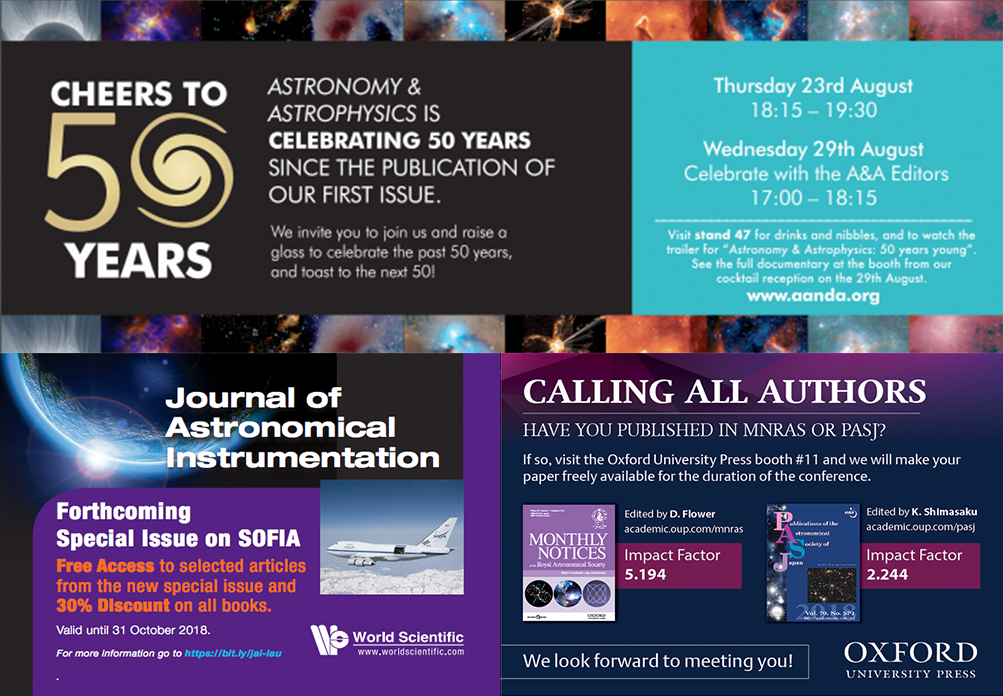 CHEERS TO
50
YEARS
ASTRONOMY &
ASTROPHYSICS IS
CELEBRATING 50 YEARS
SINCE THE PUBLICATION OF
OUR FIRST ISSUE.
We invite you to join us and raise a
glass to celebrate the past 50 years,
and toast to the next 50!
Thursday 23rd August
18:15 – 19:30
Wednesday 29th August
Celebrate with the A&A Editors
17:00 – 18:15
Visit stand 47 for drinks and nibbles, and to watch the
trailer for “Astronomy & Astrophysics: 50 years young”.
See the full documentary at the booth from our
cocktail reception on the 29th August.
www.aanda.org
Journal of
Astronomical
Instrumentation
Forthcoming
Special Issue on SOFIA
Free Access to selected articles
from the new special issue and
30% Discount on all books.
Valid until 31 October 2018.
For more information go to https://bit.ly/jai-iau
World Scientific
www.worldscientific.com
CALLING ALL AUTHORS
HAVE YOU PUBLISHED IN MNRAS OR PASJ?
If so, visit the Oxford University Press booth #11 and we will make your
paper freely available for the duration of the conference.
MONTHLY
NOTICES
of the Royal Astronomical Society
OXFORD
Edited by D. Flower
academic.oup.com/mnras
Impact Factor
5.194
Publications of the
Astronomical
Society of
Japan
2018
Vol. 70, No. SP1
Edited by K. Shimasaku
academic.oup.com/pasj
Impact Factor
2.244
We look forward to meeting you!
OXFORD
UNIVERSITY PRESS